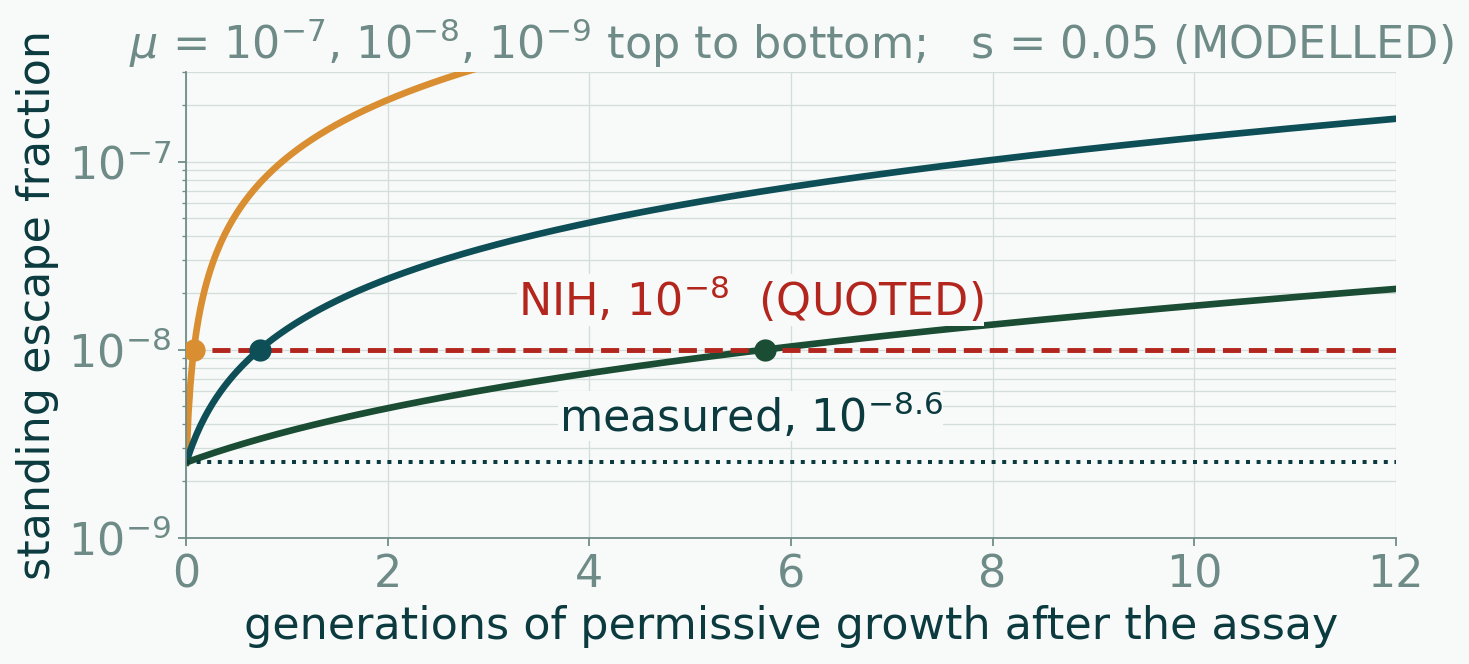 μ = 10⁻⁷, 10⁻⁸, 10⁻⁹ top to bottom; s = 0.05 (MODELLED)
standing escape fraction
10⁻⁷
NIH, 10⁻⁸ (QUOTED)
10⁻⁸
measured, 10⁻⁸·⁶
10⁻⁹
0 2 4 6 8 10 12
generations of permissive growth after the assay